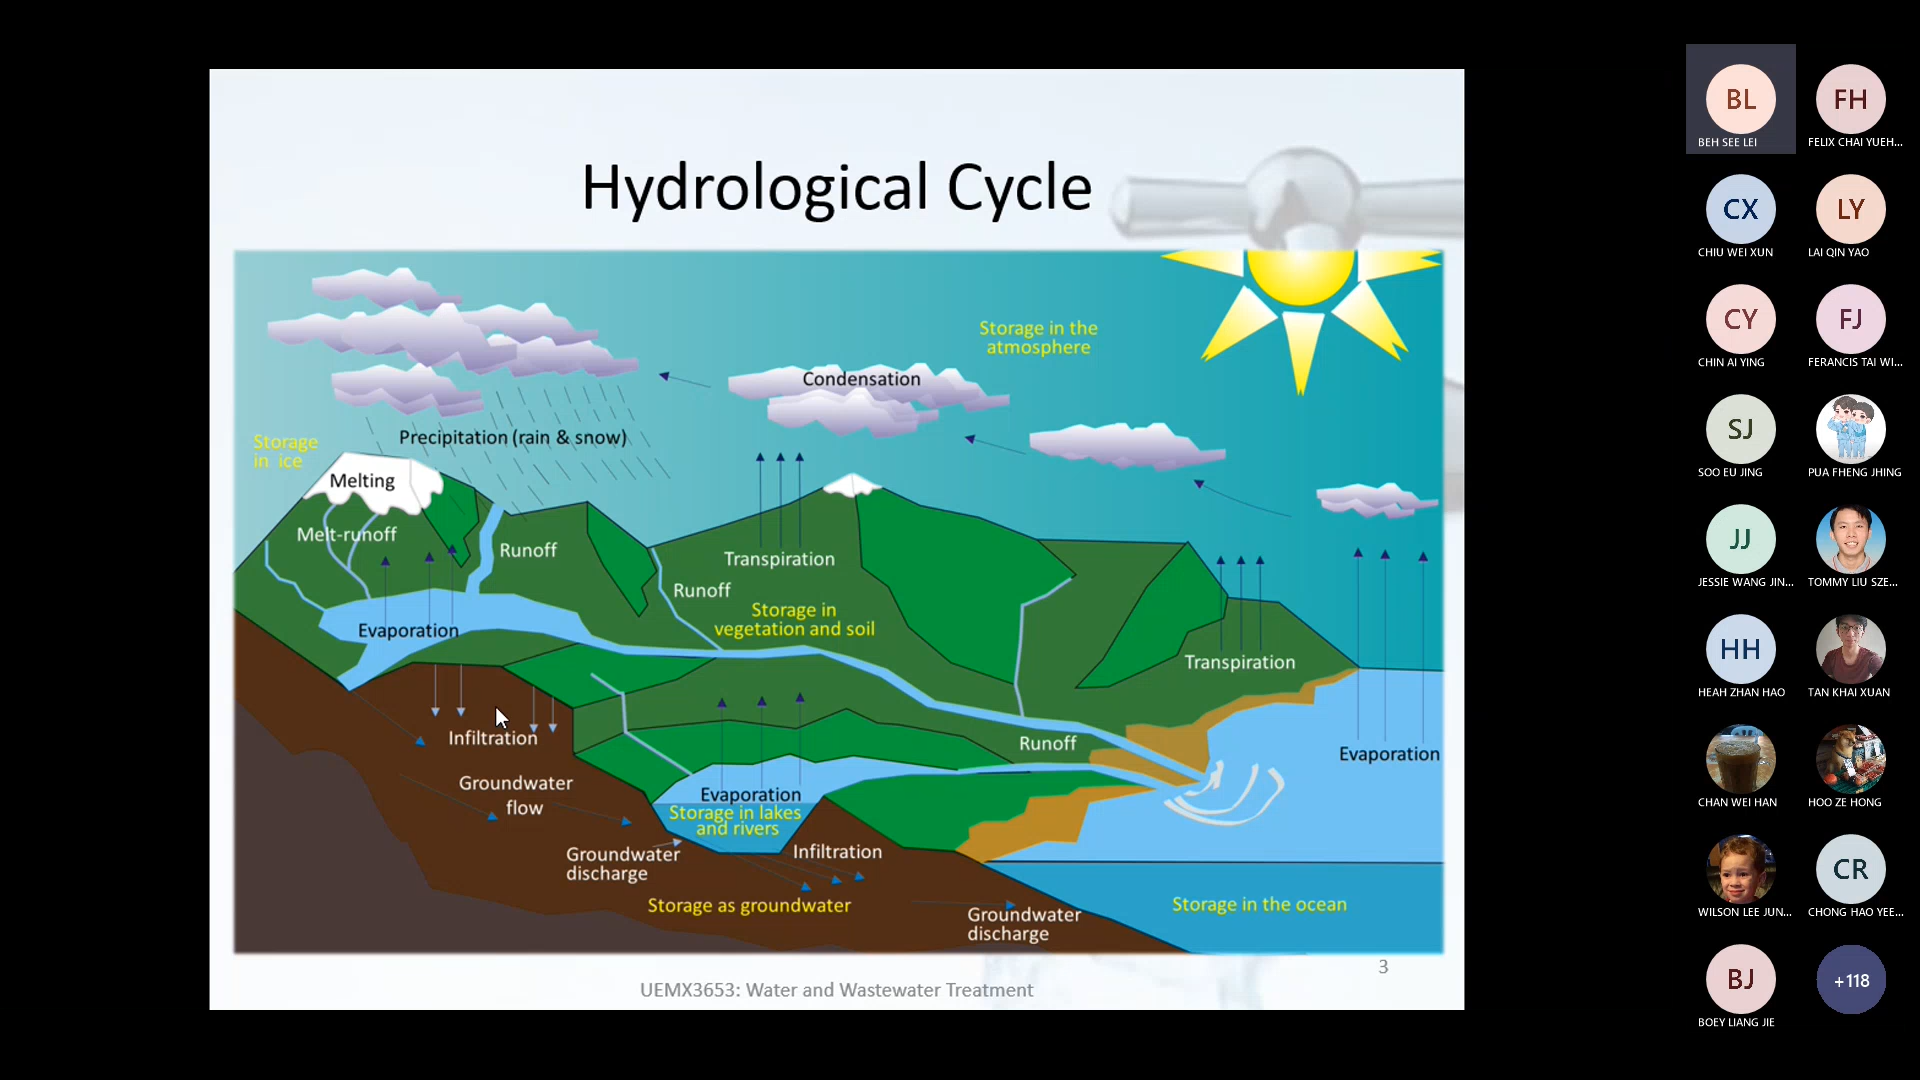 Hydrological Cycle
Storage in the
atmosphere
Condensation
Precipitation (rain & snow)
Storage
in ice
Melting
Melt-runoff
Runoff
Transpiration
Runoff
Storage in
vegetation and soil
Evaporation
Transpiration
Infiltration
Runoff
Evaporation
Groundwater
flow
Evaporation
Storage in lakes
and rivers
Groundwater
discharge
Infiltration
Storage as groundwater
Groundwater
discharge
Storage in the ocean
3
UEMX3653: Water and Wastewater Treatment
BL
BEH SEE LEI
FH
FELIX CHAI YUEH...
CX
CHIU WEI XUN
LY
LAI QIN YAO
CY
CHIN AI YING
FJ
FERANCIS TAI WI...
SJ
SOO EU JING
PUA FHENG JHING
JJ
JESSIE WANG JIN...
TOMMY LIU SZE...
HH
HEAH ZHAN HAO
TAN KHAI XUAN
CHAN WEI HAN
HOO ZE HONG
WILSON LEE JUN...
CR
CHONG HAO YEE...
BJ
BOEY LIANG JIE
+118